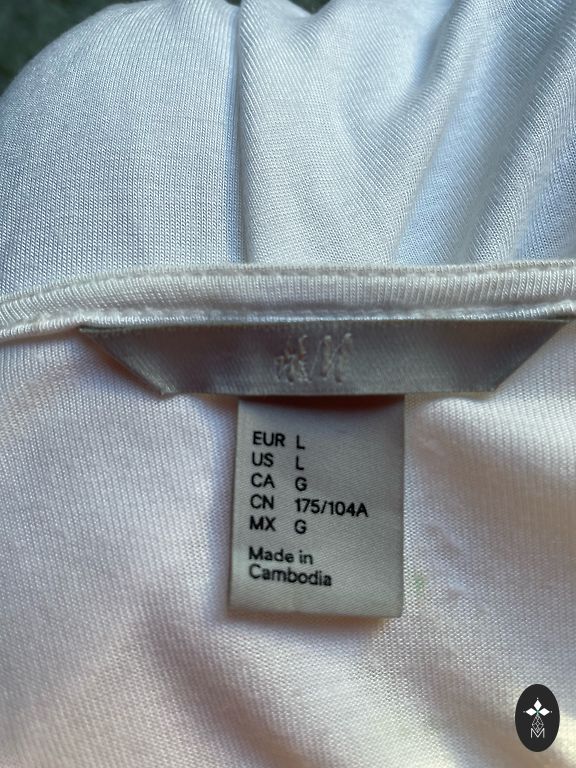 H&M
EUR L
US L
CA G
CN 175/104A
MX G
Made in
Cambodia
M